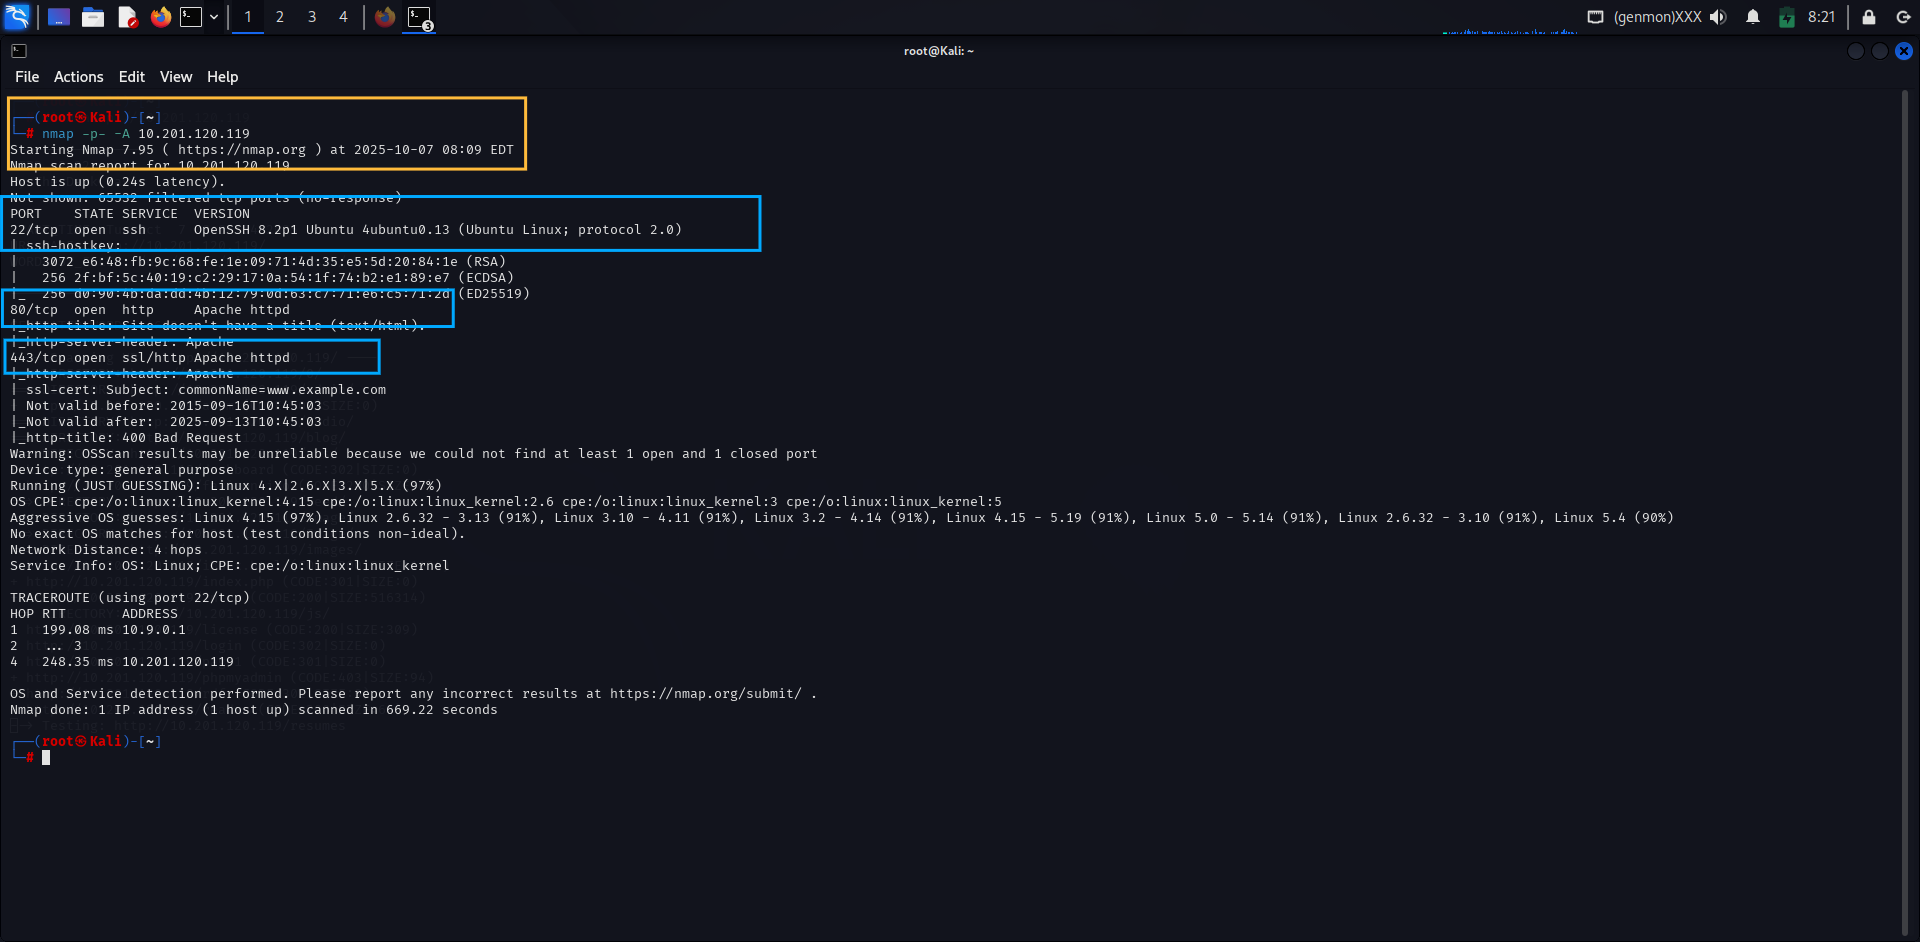 1 2 3 4 3 (genmon)XXX 8:21
root@Kali: ~
File Actions Edit View Help
┌──(root㉿Kali)-[~]
└─# nmap -p- -A 10.201.120.119
Starting Nmap 7.95 ( https://nmap.org ) at 2025-10-07 08:09 EDT
Nmap scan report for 10.201.120.119
Host is up (0.24s latency).
Not shown: 65532 filtered tcp ports (no-response)
PORT    STATE SERVICE  VERSION
22/tcp  open  ssh      OpenSSH 8.2p1 Ubuntu 4ubuntu0.13 (Ubuntu Linux; protocol 2.0)
| ssh-hostkey:
|   3072 e6:48:fb:9c:68:fe:1e:09:71:4d:35:e5:5d:20:84:1e (RSA)
|   256 2f:bf:5c:40:19:c2:29:17:0a:54:1f:74:b2:e1:89:e7 (ECDSA)
|_  256 d0:90:4b:da:dd:4b:12:79:0d:63:c7:71:e6:c5:71:2d (ED25519)
80/tcp  open  http     Apache httpd
|_http-title: Site doesn't have a title (text/html).
|_http-server-header: Apache
443/tcp open  ssl/http Apache httpd
|_http-server-header: Apache
| ssl-cert: Subject: commonName=www.example.com
| Not valid before: 2015-09-16T10:45:03
|_Not valid after:  2025-09-13T10:45:03
|_http-title: 400 Bad Request
Warning: OSScan results may be unreliable because we could not find at least 1 open and 1 closed port
Device type: general purpose
Running (JUST GUESSING): Linux 4.X|2.6.X|3.X|5.X (97%)
OS CPE: cpe:/o:linux:linux_kernel:4.15 cpe:/o:linux:linux_kernel:2.6 cpe:/o:linux:linux_kernel:3 cpe:/o:linux:linux_kernel:5
Aggressive OS guesses: Linux 4.15 (97%), Linux 2.6.32 - 3.13 (91%), Linux 3.10 - 4.11 (91%), Linux 3.2 - 4.14 (91%), Linux 4.15 - 5.19 (91%), Linux 5.0 - 5.14 (91%), Linux 2.6.32 - 3.10 (91%), Linux 5.4 (90%)
No exact OS matches for host (test conditions non-ideal).
Network Distance: 4 hops
Service Info: OS: Linux; CPE: cpe:/o:linux:linux_kernel
TRACEROUTE (using port 22/tcp)
HOP RTT       ADDRESS
1   199.08 ms 10.9.0.1
2   ... 3
4   248.35 ms 10.201.120.119
OS and Service detection performed. Please report any incorrect results at https://nmap.org/submit/ .
Nmap done: 1 IP address (1 host up) scanned in 669.22 seconds
┌──(root㉿Kali)-[~]
└─#